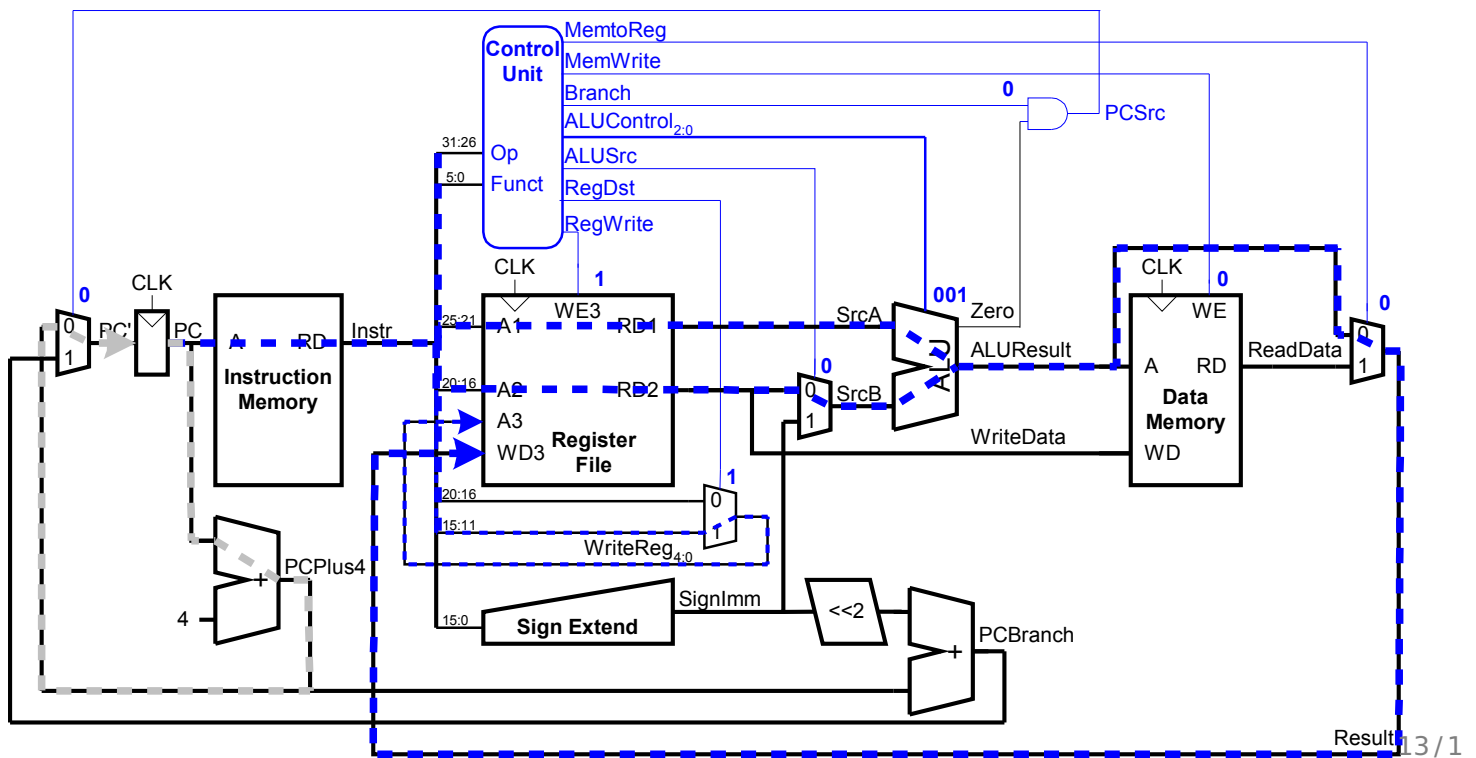 MemtoReg
Control
Unit
MemWrite
Branch
0
PCSrc
ALUControl2:0
31:26
Op
ALUSrc
5:0
Funct
RegDst
RegWrite
CLK
CLK
CLK
0
1
001
0
0
WE3
WE
0
1
PC'
PC
A
RD
Instr
25:21
A1
RD1
SrcA
Zero
ALU
ALUResult
A
RD
ReadData
0
1
Instruction
Memory
20:16
A2
RD2
0
0
1
SrcB
Data
Memory
A3
Register
File
WD3
WriteData
WD
20:16
0
1
1
15:11
WriteReg4:0
PCPlus4
+
4
SignImm
<<2
15:0
Sign Extend
PCBranch
+
Result
13/1